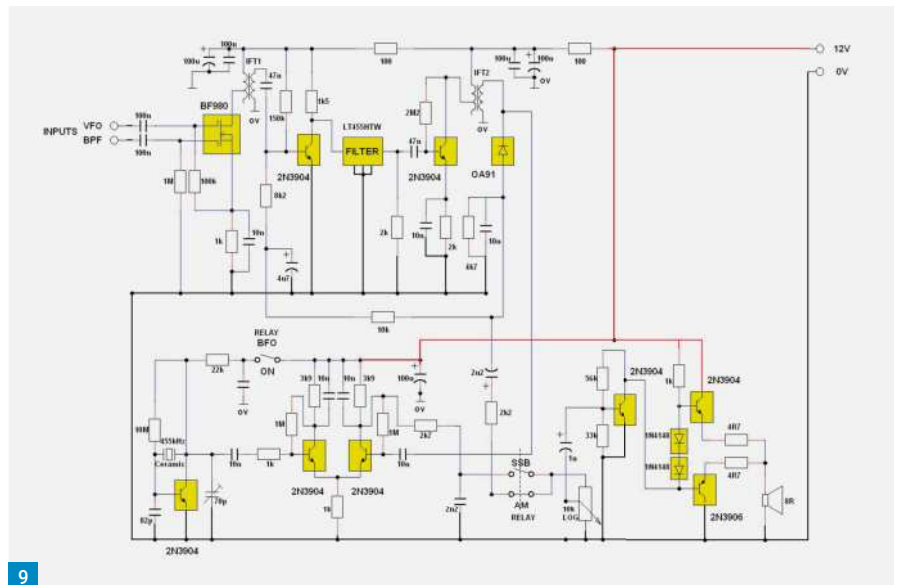 12V
0V
100
100
100u
100n
IFT1
47n
0V
150k
1k5
LT455HTW
FILTER
2M2
47n
IFT2
100n
100u
0V
0V
BF980
100n
INPUTS
VFO
BPF
100n
2N3904
2N3904
OA91
1M
100k
8k2
1k
10n
2k
10n
2k
10n
4k7
4u7
10k
RELAY
BFO
ON
22k
0V
3k9
10n
10n
3k9
100u
0V
2u2
2k2
1M
1M
2k7
10M
455kHz
Ceramic
10n
1k
10n
2N3904
2N3904
1k
70p
82p
2N3904
2n2
SSB
AM
RELAY
10k
LOG
1u
56k
33k
2N3904
1k
2N3904
1N4148
1N4148
4R7
4R7
2N3906
8R
9